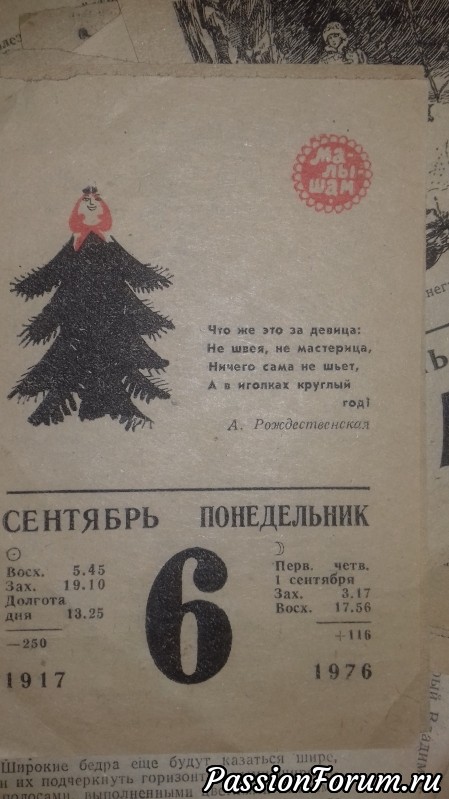 МА-
ЛЫ
ШАМ
Что же это за девица:
Не швея, не мастерица,
Ничего сама не шьет,
А в иголках круглый
год!
А. Рождественская
СЕНТЯБРЬ ПОНЕДЕЛЬНИК
Восх. 5.45
Зах. 19.10
Долгота
дня 13.25
—250
1917
6
Перв. четв.
1 сентября
Зах. 3.17
Восх. 17.56
+116
1976
Широкие бедра еще будут казаться шире,
и их подчеркнуть
полосами, выполненными
PassionForum.ru